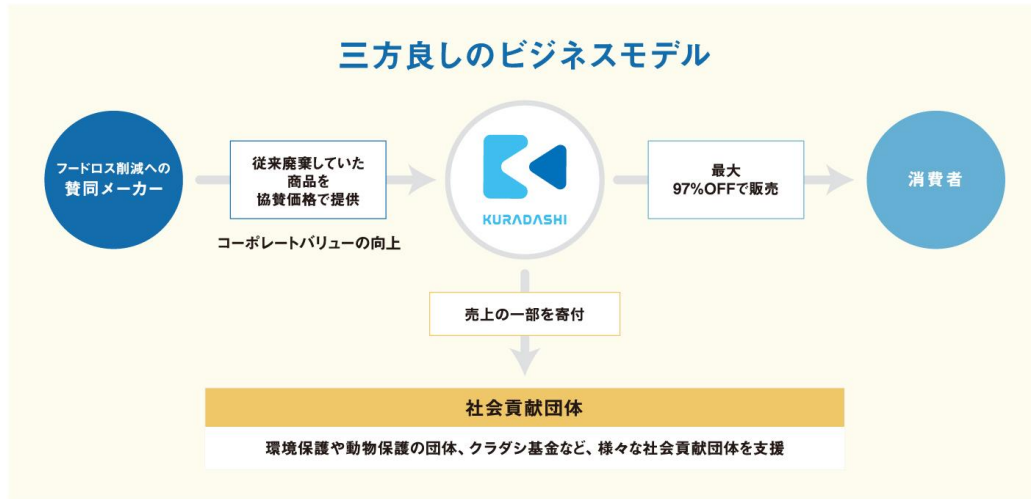 三方良しのビジネスモデル
フードロス削減への
賛同メーカー
従来廃棄していた
商品を
協賛価格で提供
コーポレートバリューの向上
KURADASHI
最大
97%OFFで販売
消費者
売上の一部を寄付
社会貢献団体
環境保護や動物保護の団体、クラダシ基金など、様々な社会貢献団体を支援